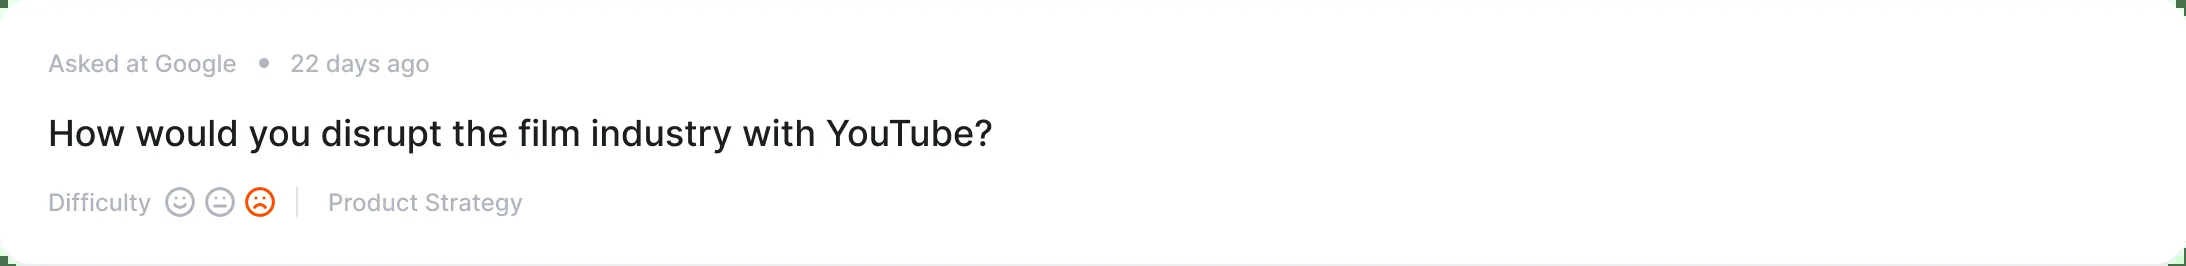 Asked at Google • 22 days ago
How would you disrupt the film industry with YouTube?
Difficulty Product Strategy